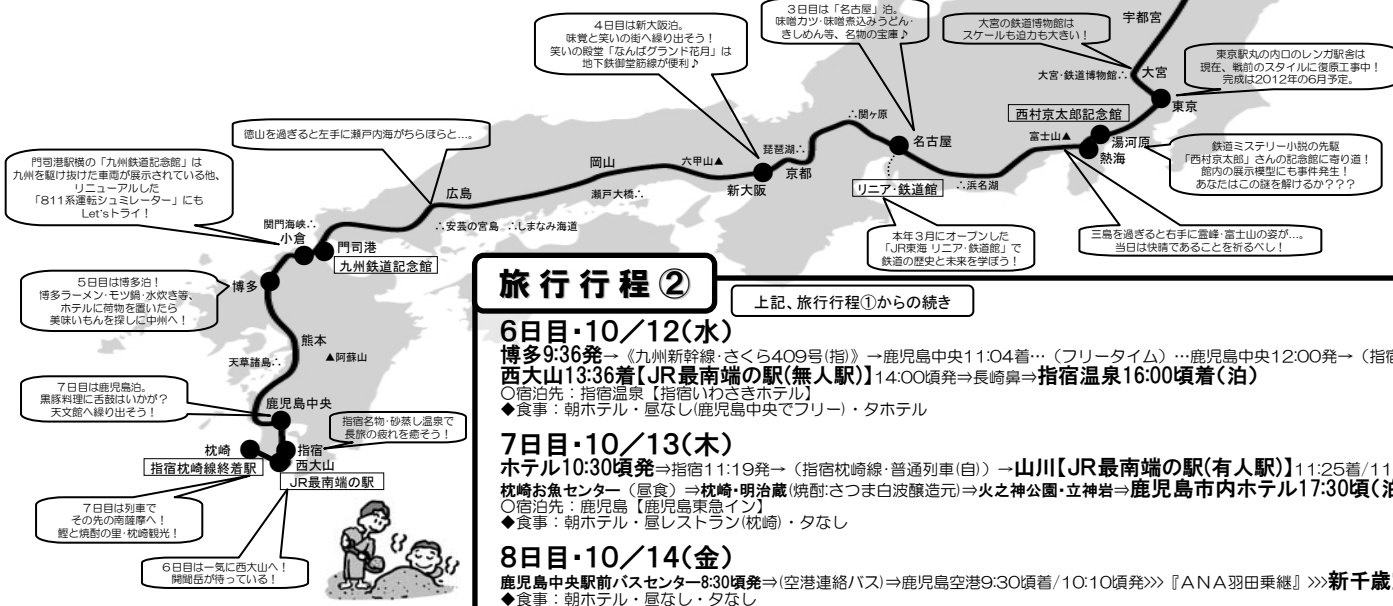 宇都宮
3日目は「名古屋」泊。
味噌カツ・味噌煮込みうどん・
きしめん等、名物の宝庫♪
大宮の鉄道博物館は
スケールも迫力も大きい！
4日目は新大阪泊。
味覚と笑いの街へ繰り出そう！
笑いの殿堂「なんばグランド花月」は
地下鉄御堂筋線が便利♪
東京駅丸の内口のレンガ駅舎は
現在、戦前のスタイルに復原工事中！
完成は2012年の6月予定。
大宮・鉄道博物館∴
大宮
東京
西村京太郎記念館
∴関ヶ原
富士山▲
湯河原
熱海
名古屋
徳山を過ぎると左手に瀬戸内海がちらほらと…。
鉄道ミステリー小説の先駆
「西村京太郎」さんの記念館に寄り道！
館内の展示模型にも事件発生！
あなたはこの謎を解けるか？？？
門司港駅横の「九州鉄道記念館」は
九州を駆け抜けた車両が展示されている他、
リニューアルした
「811系運転シュミレーター」にも
Let'sトライ！
岡山
六甲山▲
琵琶湖∴
京都
新大阪
リニア・鉄道館
∴浜名湖
広島
瀬戸大橋∴
∴安芸の宮島
∴しまなみ海道
関門海峡∴
小倉
門司港
九州鉄道記念館
本年3月にオープンした
「JR東海 リニア・鉄道館」で
鉄道の歴史と未来を学ぼう！
三島を過ぎると右手に霊峰・富士山の姿が…。
当日は快晴であることを祈るべし！
5日目は博多泊！
博多ラーメン・モツ鍋・水炊き等、
ホテルに荷物を置いたら
美味いもんを探しに中州へ！
博多
熊本
天草諸島∴
▲阿蘇山
7日目は鹿児島泊。
黒豚料理に舌鼓はいかが？
天文館へ繰り出そう！
鹿児島中央
指宿名物・砂蒸し温泉で
長旅の疲れを癒そう！
枕崎
指宿
指宿枕崎線終着駅
西大山
JR最南端の駅
7日目は列車で
その先の南薩摩へ！
鰹と焼酎の里・枕崎観光！
6日目は一気に西大山へ！
開聞岳が待っている！
旅行行程②
上記、旅行行程①からの続き
6日目・10／12(水)
博多9:36発→《九州新幹線・さくら409号(指)》→鹿児島中央11:04着…（フリータイム）…鹿児島中央12:00発→（指宿
西大山13:36着【JR最南端の駅(無人駅)】14:00頃発⇒長崎鼻⇒指宿温泉16:00頃着(泊)
○宿泊先：指宿温泉【指宿いわさきホテル】
◆食事：朝ホテル・昼なし(鹿児島中央でフリー)・夕ホテル
7日目・10／13(木)
ホテル10:30頃発⇒指宿11:19発→（指宿枕崎線・普通列車(自)）→山川【JR最南端の駅(有人駅)】11:25着/11
枕崎お魚センター（昼食）⇒枕崎・明治蔵(焼酎:さつま白波醸造元)⇒火之神公園・立神岩⇒鹿児島市内ホテル17:30頃(泊
○宿泊先：鹿児島【鹿児島東急イン】
◆食事：朝ホテル・昼レストラン(枕崎)・夕なし
8日目・10／14(金)
鹿児島中央駅前バスセンター8:30頃発⇒(空港連絡バス)⇒鹿児島空港9:30頃着/10:10頃発>>>『ANA羽田乗継』>>>新千歳
◆食事：朝ホテル・昼なし・夕なし